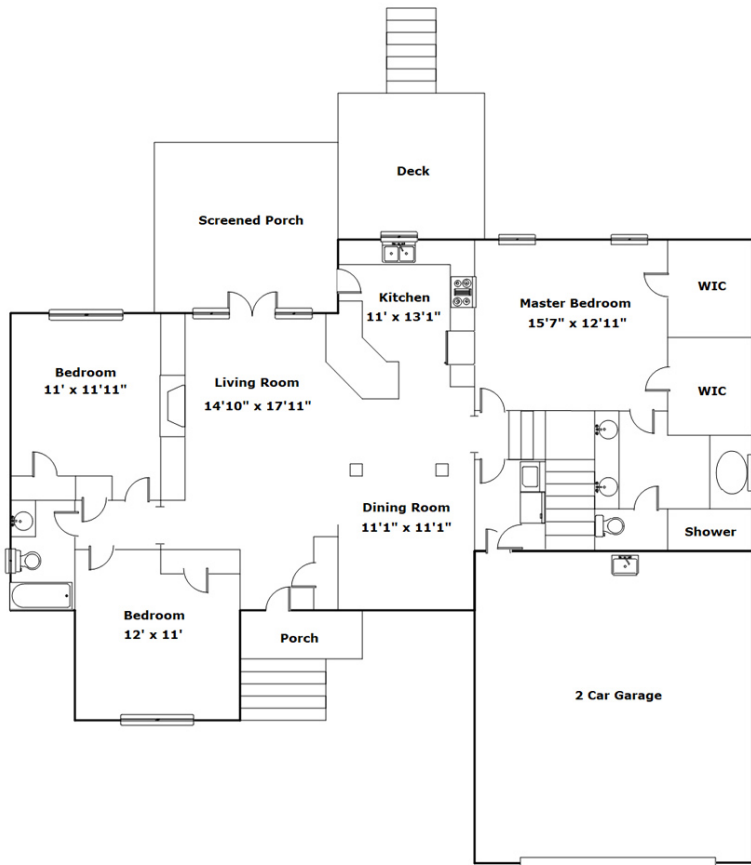 Deck
Screened Porch
Kitchen
11' x 13'1"
Master Bedroom
15'7" x 12'11"
WIC
Bedroom
11' x 11'11"
Living Room
14'10" x 17'11"
WIC
Dining Room
11'1" x 11'1"
Shower
Bedroom
12' x 11'
Porch
2 Car Garage